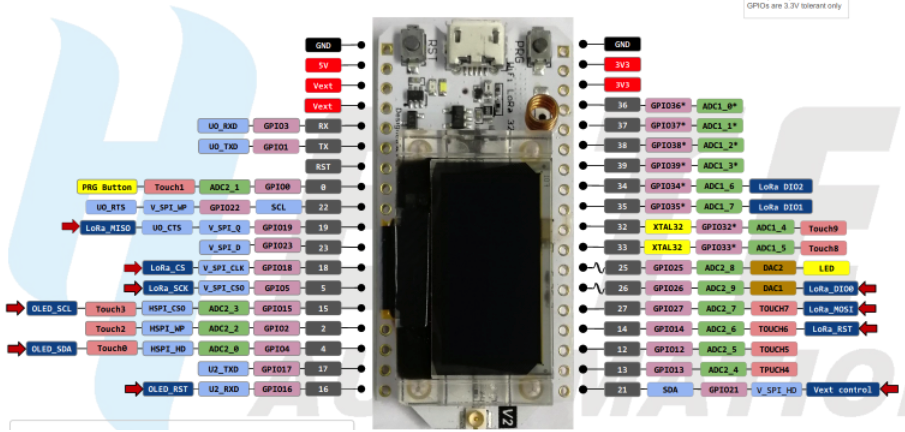 GPIOs are 3.3V tolerant only
GND
5V
Vext
Vext
UO_RXD GPIO3 RX
UO_TXD GPIO1 TX
RST
PRG Button Touch1 ADC2_1 GPIO0 0
UO_RTS V_SPI_WP GPIO22 SCL 22
LoRa_MISO UO_CTS V_SPI_Q GPIO19 19
V_SPI_D GPIO23 23
LoRa_CS V_SPI_CLK GPIO18 18
LoRa_SCK V_SPI_CS0 GPIO5 5
OLED_SCL Touch3 HSPI_CSO ADC2_3 GPIO15 15
Touch2 HSPI_WP ADC2_2 GPIO2 2
OLED_SDA Touch0 HSPI_HD ADC2_0 GPIO4 4
U2_TXD GPIO17 17
OLED_RST U2_RXD GPIO16 16
RST
PRG
WiFi LoRa 32
V2
GND
3V3
3V3
36 GPIO36* ADC1_0*
37 GPIO37* ADC1_1*
38 GPIO38* ADC1_2*
39 GPIO39* ADC1_3*
34 GPIO34* ADC1_6 LoRa DIO2
35 GPIO35* ADC1_7 LoRa DIO1
32 XTAL32 GPIO32* ADC1_4 Touch9
33 XTAL32 GPIO33* ADC1_5 Touch8
25 GPIO25 ADC2_8 DAC2 LED
26 GPIO26 ADC2_9 DAC1 LoRa_DIO0
27 GPIO27 ADC2_7 TOUCH7 LoRa_MOSI
14 GPIO14 ADC2_6 TOUCH6 LoRa_RST
12 GPIO12 ADC2_5 TOUCH5
13 GPIO13 ADC2_4 TPUCH4
21 SDA GPIO21 V_SPI_HD Vext control